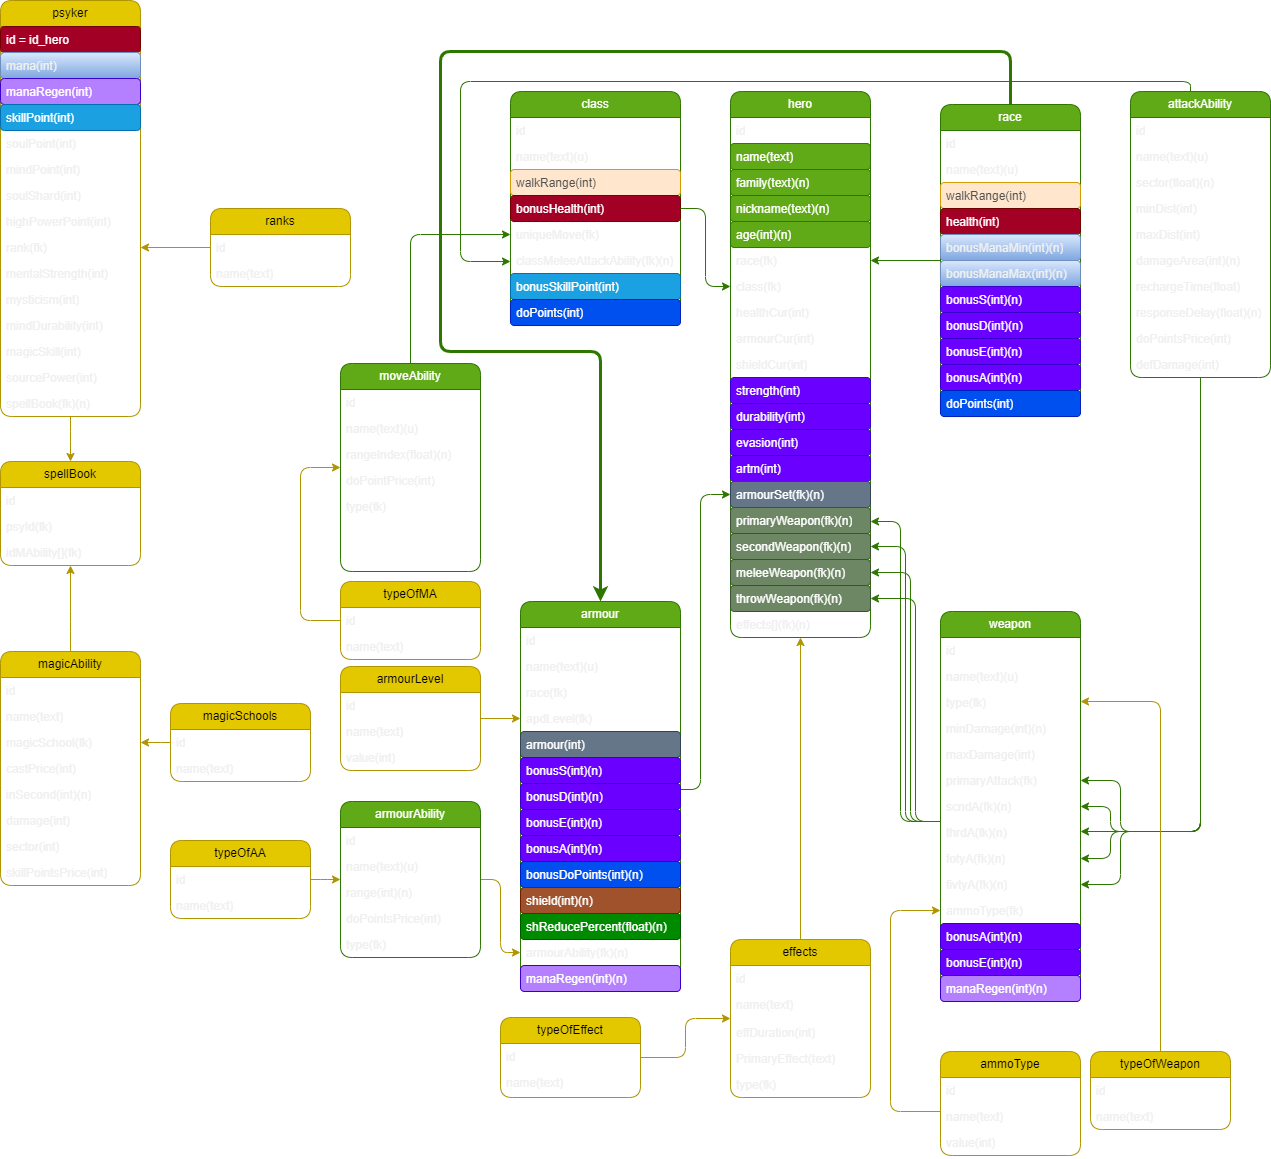 psyker
id = id_hero
mana(int)
manaRegen(int)
skillPoint(int)
soulPoint(int)
mindPoint(int)
soulShard(int)
highPowerPoint(int)
rank(fk)
mentalStrength(int)
mysticism(int)
mindDurability(int)
magicSkill(int)
sourcePower(int)
spellBook(fk)(n)
ranks
id
name(text)
spellBook
id
psyId(fk)
idMAbility[](fk)
magicAbility
id
name(text)
magicSchool(fk)
castPrice(int)
inSecond(int)(n)
damage(int)
sector(int)
skillPointsPrice(int)
magicSchools
id
name(text)
typeOfAA
id
name(text)
moveAbility
id
name(text)(u)
rangeIndex(float)(n)
doPointPrice(int)
type(fk)
typeOfMA
id
name(text)
armourLevel
id
name(text)
value(int)
armourAbility
id
name(text)(u)
range(int)(n)
doPointsPrice(int)
type(fk)
class
id
name(text)(u)
walkRange(int)
bonusHealth(int)
uniqueMove(fk)
classMeleeAttackAbility(fk)(n)
bonusSkillPoint(int)
doPoints(int)
armour
id
name(text)(u)
race(fk)
apdLevel(fk)
armour(int)
bonusS(int)(n)
bonusD(int)(n)
bonusE(int)(n)
bonusA(int)(n)
bonusDoPoints(int)(n)
shield(int)(n)
shReducePercent(float)(n)
armourAbility(fk)(n)
manaRegen(int)(n)
typeOfEffect
id
name(text)
hero
id
name(text)
family(text)(n)
nickname(text)(n)
age(int)(n)
race(fk)
class(fk)
healthCur(int)
armourCur(int)
shieldCur(int)
strength(int)
durability(int)
evasion(int)
artm(int)
armourSet(fk)(n)
primaryWeapon(fk)(n)
secondWeapon(fk)(n)
meleeWeapon(fk)(n)
throwWeapon(fk)(n)
effects[](fk)(n)
effects
id
name(text)
effDuration(int)
PrimaryEffect(text)
type(fk)
race
id
name(text)(u)
walkRange(int)
health(int)
bonusManaMin(int)(n)
bonusManaMax(int)(n)
bonusS(int)(n)
bonusD(int)(n)
bonusE(int)(n)
bonusA(int)(n)
doPoints(int)
attackAbility
id
name(text)(u)
sector(float)(n)
minDist(int)
maxDist(int)
damageArea(int)(n)
rechargeTime(float)
responseDelay(float)(n)
doPointsPrice(int)
defDamage(int)
weapon
id
name(text)(u)
type(fk)
minDamage(int)(n)
maxDamage(int)
primaryAttack(fk)
scndA(fk)(n)
thrdA(fk)(n)
fotyA(fk)(n)
fivtyA(fk)(n)
ammoType(fk)
bonusA(int)(n)
bonusE(int)(n)
manaRegen(int)(n)
ammoType
id
name(text)
value(int)
typeOfWeapon
id
name(text)